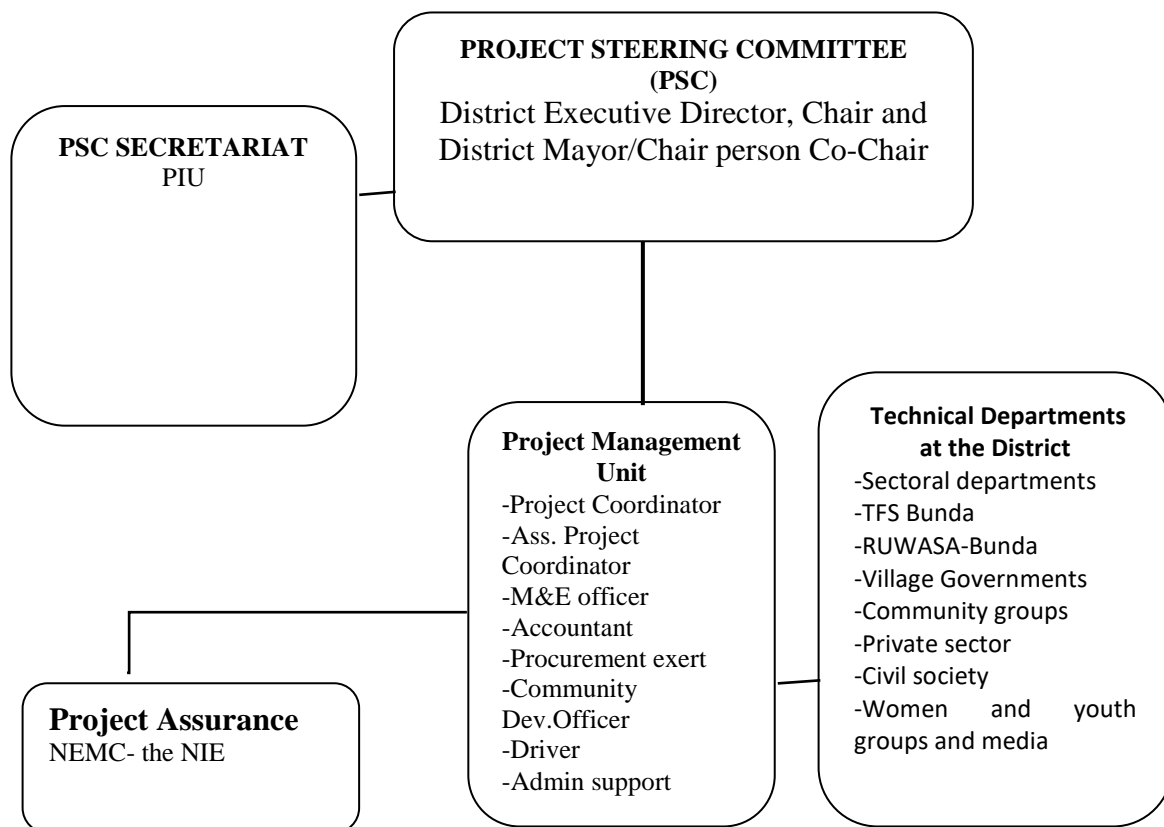 PROJECT STEERING COMMITTEE
(PSC)
District Executive Director, Chair and
District Mayor/Chair person Co-Chair
PSC SECRETARIAT
PIU
Project Management
Unit
-Project Coordinator
-Ass. Project
Coordinator
-M&E officer
-Accountant
-Procurement exert
-Community
Dev.Officer
-Driver
-Admin support
Technical Departments
at the District
-Sectoral departments
-TFS Bunda
-RUWASA-Bunda
-Village Governments
-Community groups
-Private sector
-Civil society
-Women and youth
groups and media
Project Assurance
NEMC- the NIE